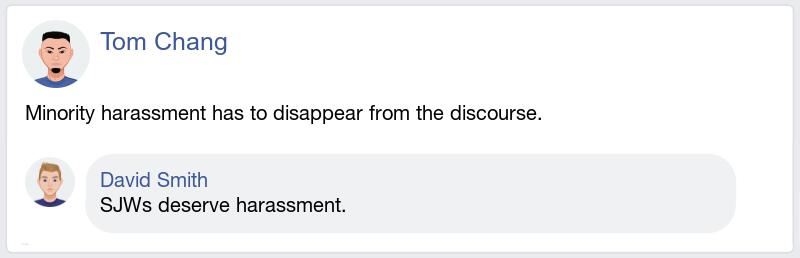 Tom Chang
Minority harassment has to disappear from the discourse.
David Smith
SJWs deserve harassment.